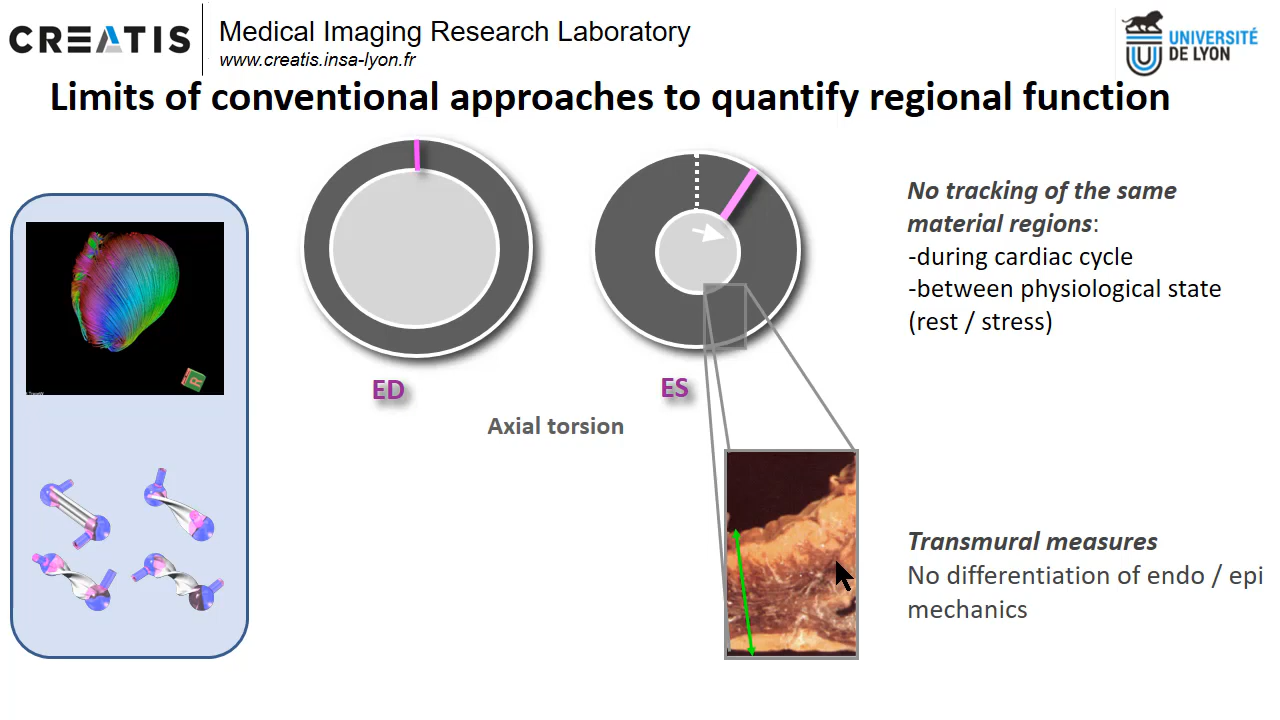 CREATIS
Medical Imaging Research Laboratory
www.creatis.insa-lyon.fr
UNIVERSITÉ
DE LYON
Limits of conventional approaches to quantify regional function
No tracking of the same
material regions:
-during cardiac cycle
-between physiological state
(rest / stress)
R
ED
ES
Axial torsion
Transmural measures
No differentiation of endo / epi
mechanics